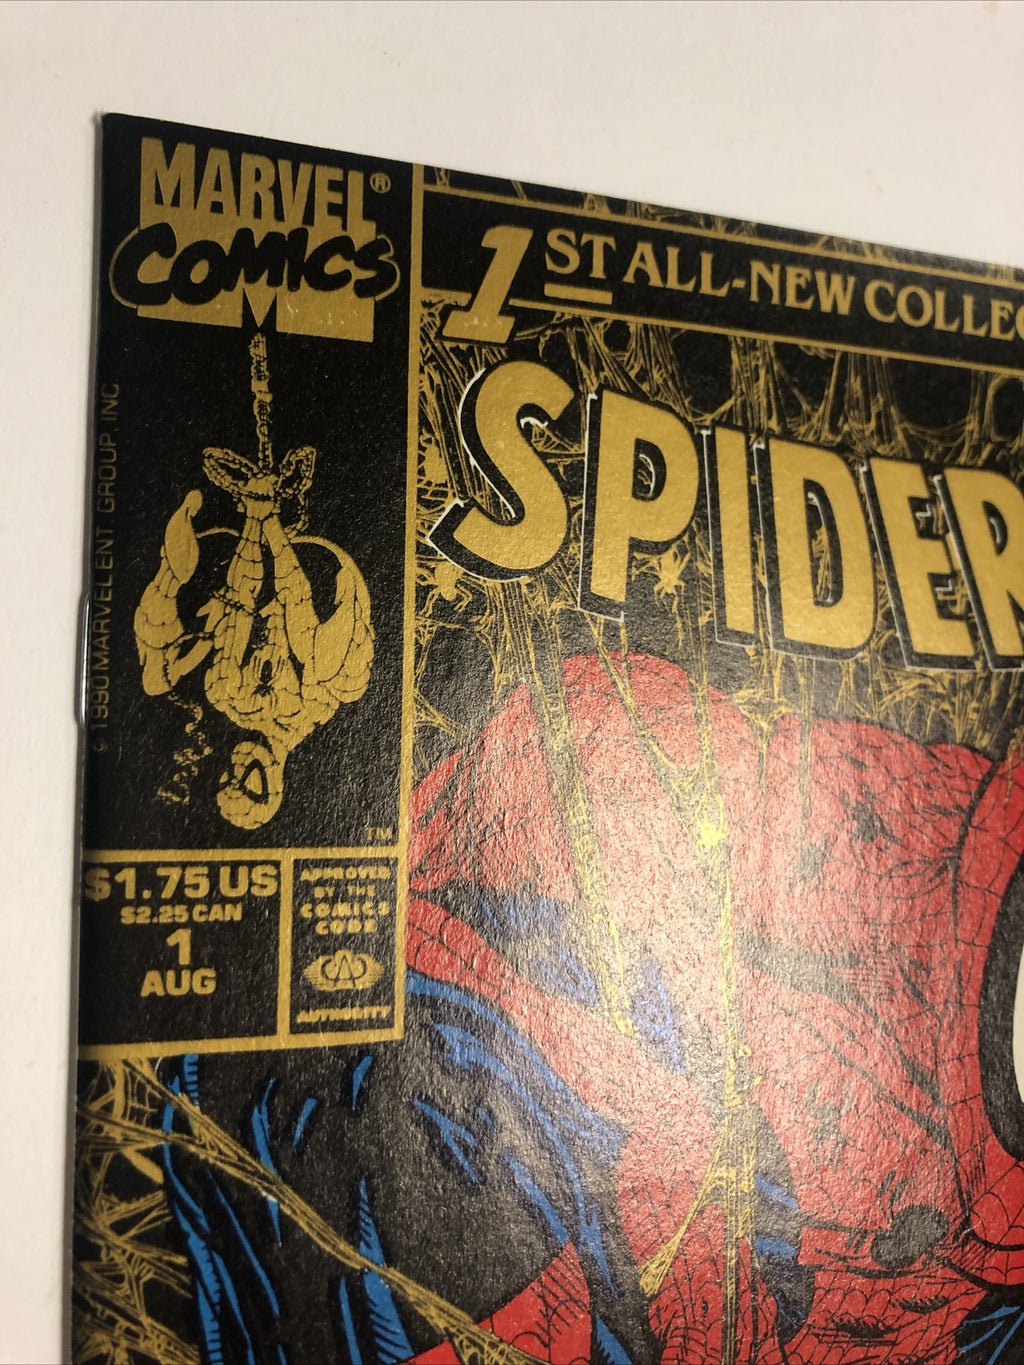 MARVEL®
COMICS
1ST ALL-NEW COLLEC
SPIDER
© 1990 MARVEL ENT. GROUP, INC.
TM
$1.75 US
$2.25 CAN
1
AUG
APPROVED
BY THE
COMICS
CODE
AUTHORITY